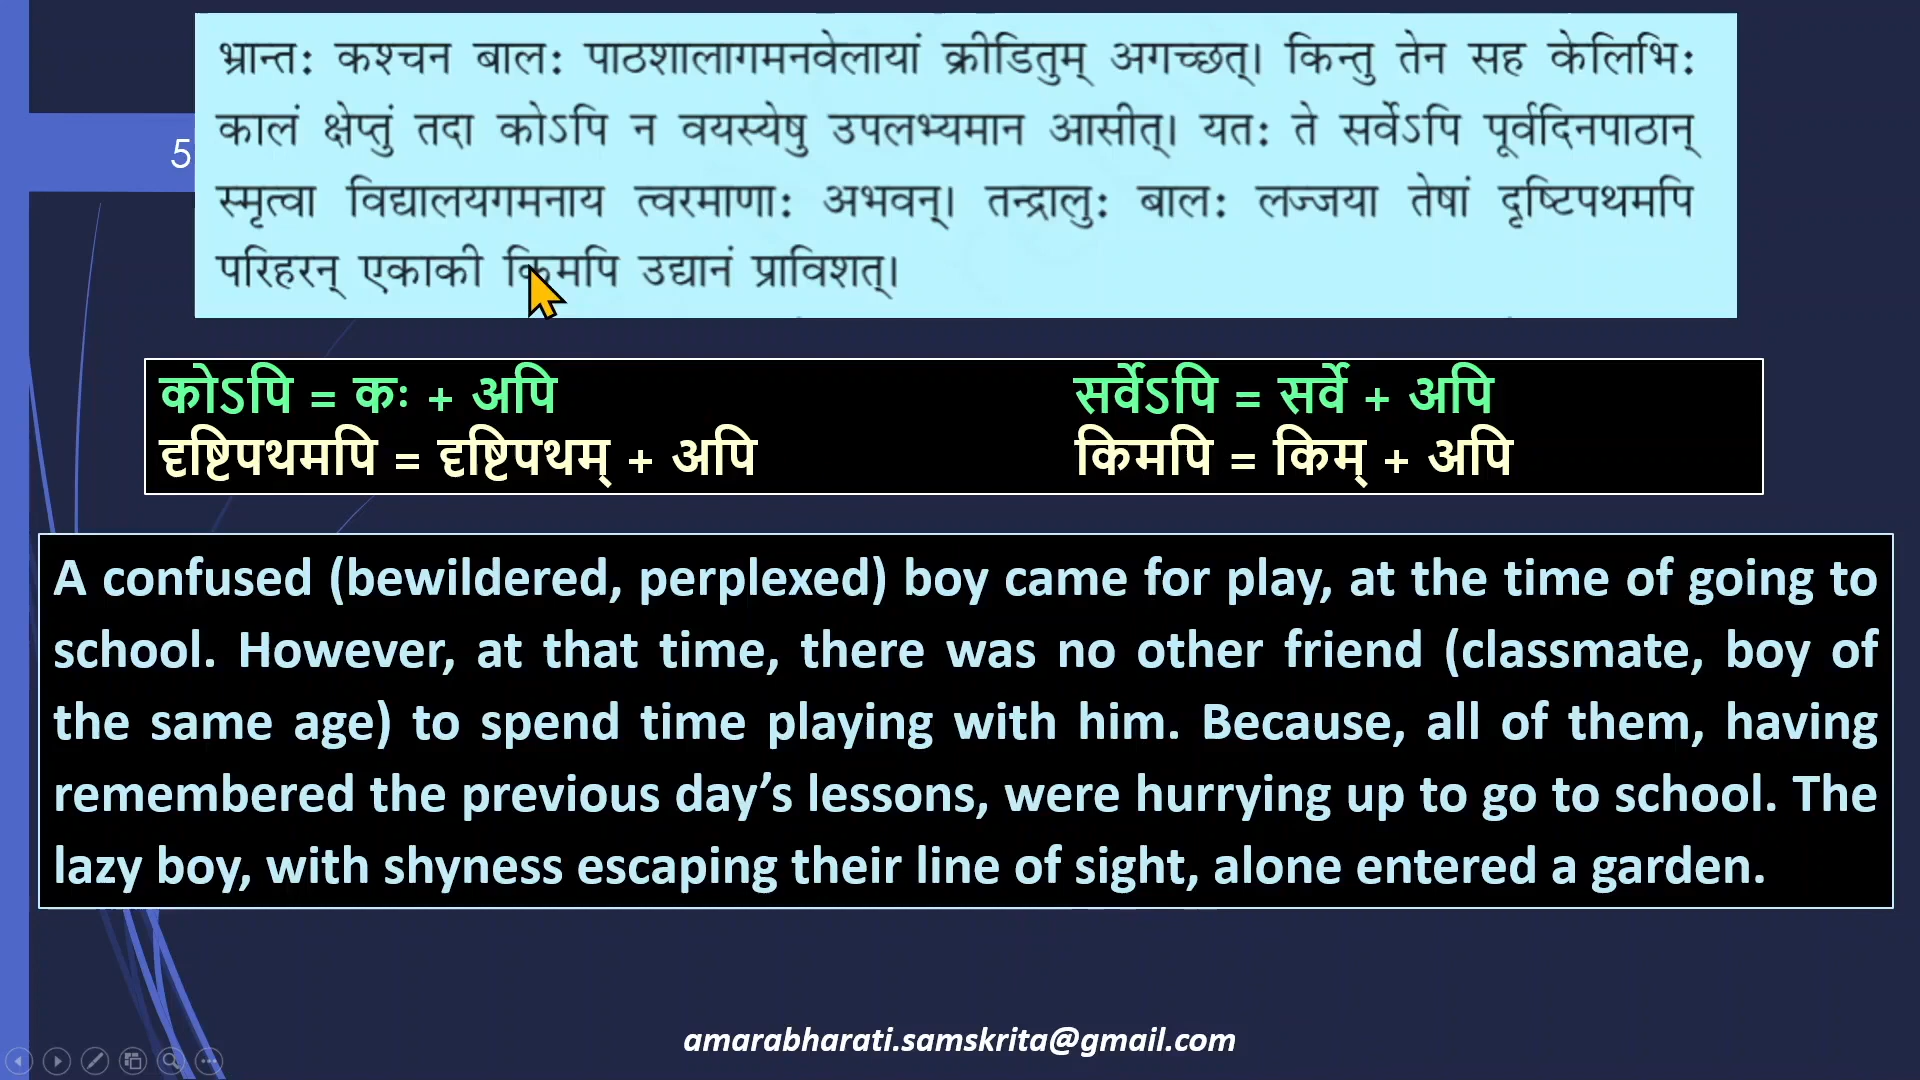 भ्रान्तः कश्चन बालः पाठशालागमनवेलायां क्रीडितुम् अगच्छत्। किन्तु तेन सह केलिभिः
कालं क्षेप्तुं तदा कोऽपि न वयस्येषु उपलभ्यमान आसीत्। यतः ते सर्वेऽपि पूर्वदिनपाठान्
स्मृत्वा विद्यालयगमनाय त्वरमाणाः अभवन्। तन्द्रालुः बालः लज्जया तेषां दृष्टिपथमपि
परिहरन् एकाकी किमपि उद्यानं प्राविशत्।
5
कोऽपि = कः + अपि सर्वेऽपि = सर्वे + अपि
दृष्टिपथमपि = दृष्टिपथम् + अपि किमपि = किम् + अपि
A confused (bewildered, perplexed) boy came for play, at the time of going to
school. However, at that time, there was no other friend (classmate, boy of
the same age) to spend time playing with him. Because, all of them, having
remembered the previous day’s lessons, were hurrying up to go to school. The
lazy boy, with shyness escaping their line of sight, alone entered a garden.
amarabharati.samskrita@gmail.com